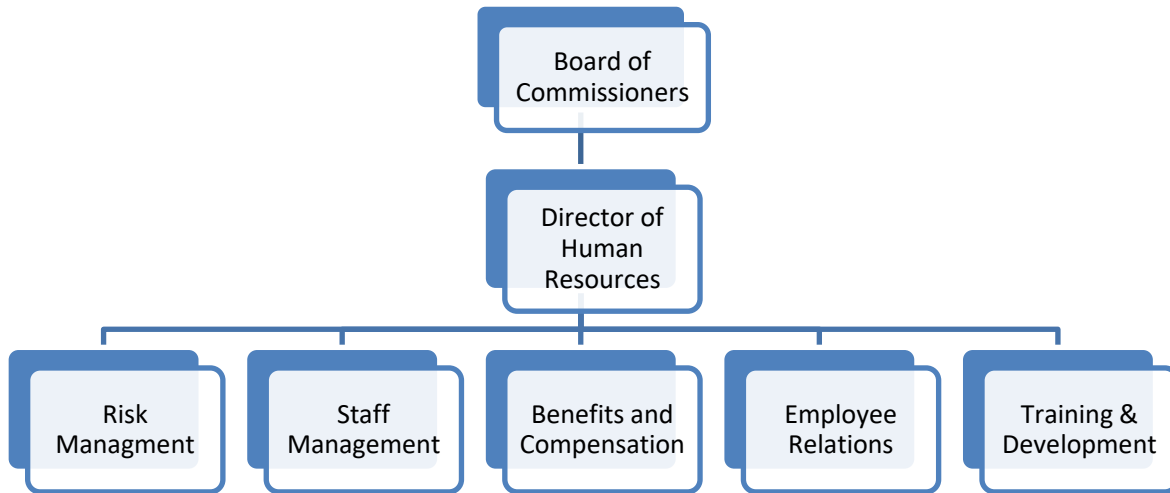 Board of
Commissioners
Director of
Human
Resources
Risk
Managment
Staff
Management
Benefits and
Compensation
Employee
Relations
Training &
Development